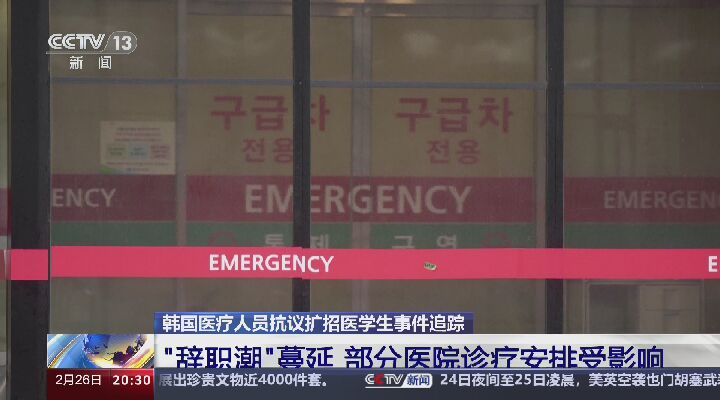 CCTV 13
新闻
구급차 구급차
전용 전용
ENCY EMERGENCY EMERGENC
통제 구역
EMERGENCY E
韩国医疗人员抗议扩招医学生事件追踪
"辞职潮"蔓延 部分医院诊疗安排受影响
2月26日 20:30 展出珍贵文物近4000件套。 CCTV新闻 24日夜间至25日凌晨，美英空袭也门胡塞武